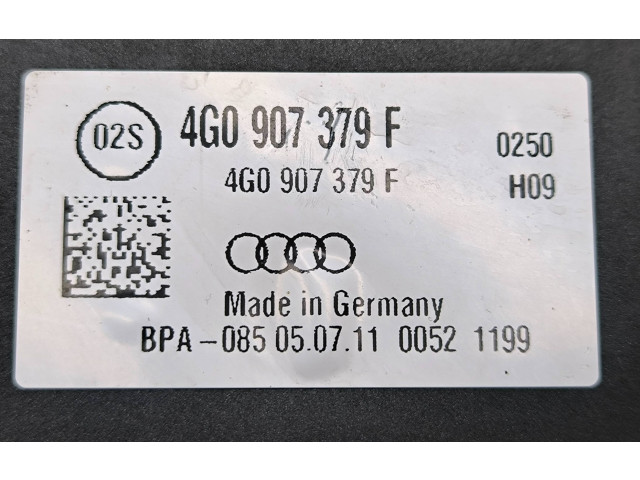 02S 4G0 907 379 F 0250
4G0 907 379 F H09
Made in Germany
BPA-085 05.07.11 0052 1199